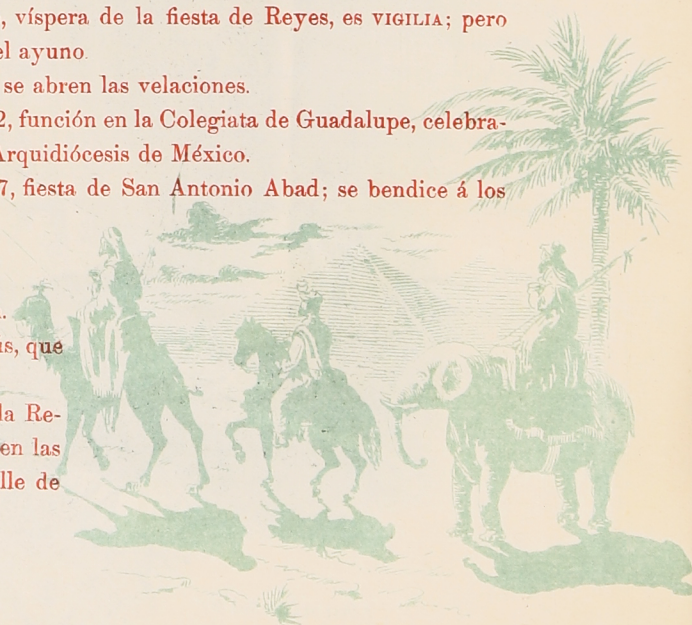 , víspera de la fiesta de Reyes, es VIGILIA; pero
el ayuno.
se abren las velaciones.
2, función en la Colegiata de Guadalupe, celebra-
Arquidiócesis de México.
7, fiesta de San Antonio Abad; se bendice á los
.
us, que
la Re-
en las
lle de